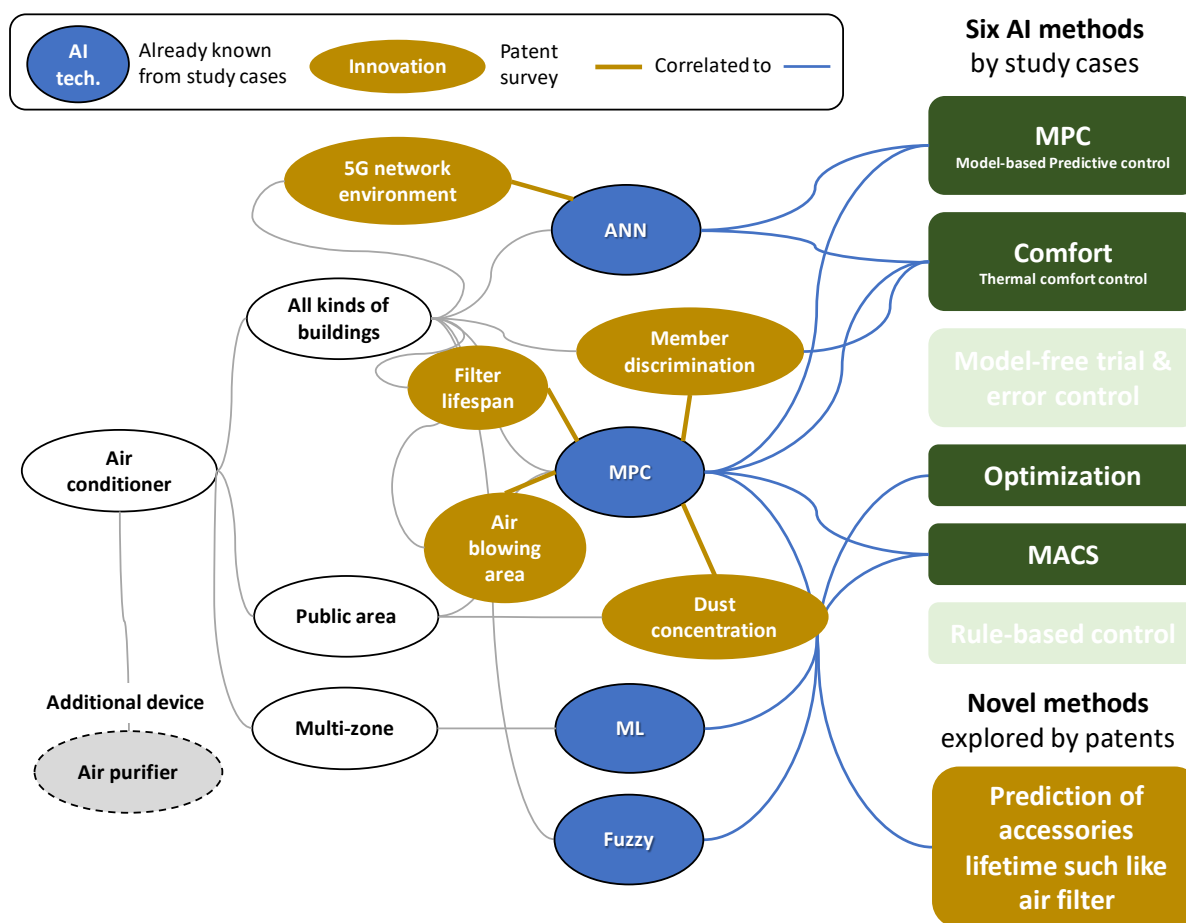 AI
tech.
Already known
from study cases
Innovation
Patent
survey
Correlated to
Six AI methods
by study cases
MPC
Model-based Predictive control
Comfort
Thermal comfort control
Model-free trial &
error control
Optimization
MACS
Rule-based control
Novel methods
explored by patents
Prediction of
accessories
lifetime such like
air filter
5G network
environment
ANN
All kinds of
buildings
Member
discrimination
Filter
lifespan
Air
conditioner
MPC
Air
blowing
area
Public area
Dust
concentration
Additional device
Air purifier
Multi-zone
ML
Fuzzy